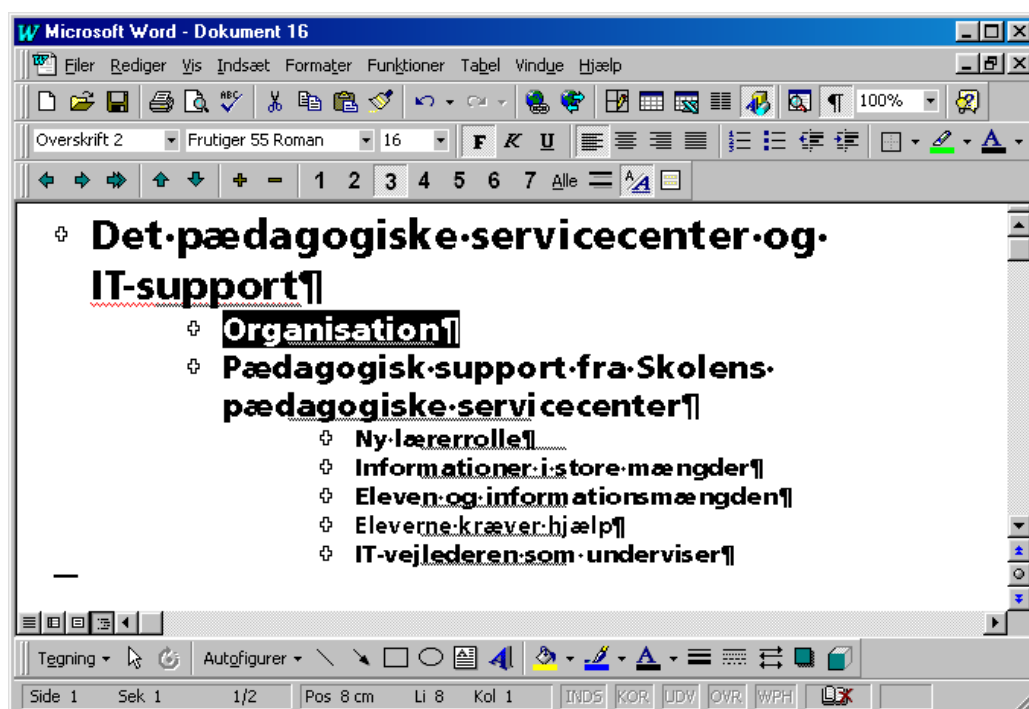 Microsoft Word - Dokument 16
Filer Rediger Vis Indsæt Formater Funktioner Tabel Vindue Hjælp
ABC ¶ 100%
Overskrift 2 Frutiger 55 Roman 16 F K U A
1 2 3 4 5 6 7 Alle
Det·pædagogiske·servicecenter·og·
IT-support¶
Organisation¶
Pædagogisk·support·fra·Skolens·
pædagogiske·servicecenter¶
Ny·lærerrolle¶
Informationer·i·store·mængder¶
Eleven·og·informationsmængden¶
Eleverne·kræver·hjælp¶
IT-vejlederen·som·underviser¶
Tegning Autofigurer A
Side 1 Sek 1 1/2 Pos 8 cm Li 8 Kol 1 INDS KOR UDV OVR WPH